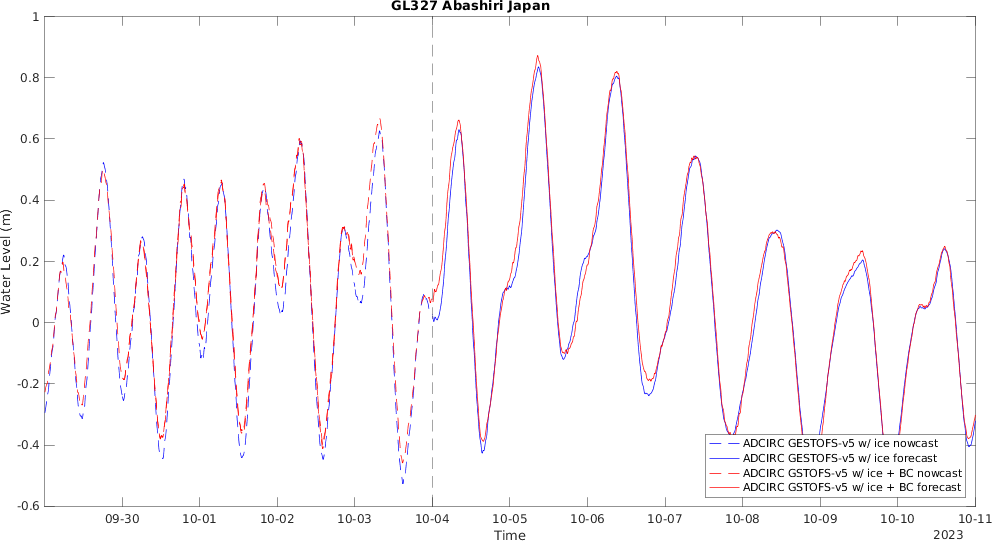 GL327 Abashiri Japan
1
0.8
0.6
0.4
0.2
0
-0.2
-0.4
-0.6
Water Level (m)
ADCIRC GESTOFS-v5 w/ ice nowcast
ADCIRC GESTOFS-v5 w/ ice forecast
ADCIRC GSTOFS-v5 w/ ice + BC nowcast
ADCIRC GSTOFS-v5 w/ ice + BC forecast
09-30 10-01 10-02 10-03 10-04 10-05 10-06 10-07 10-08 10-09 10-10 10-11
Time
2023